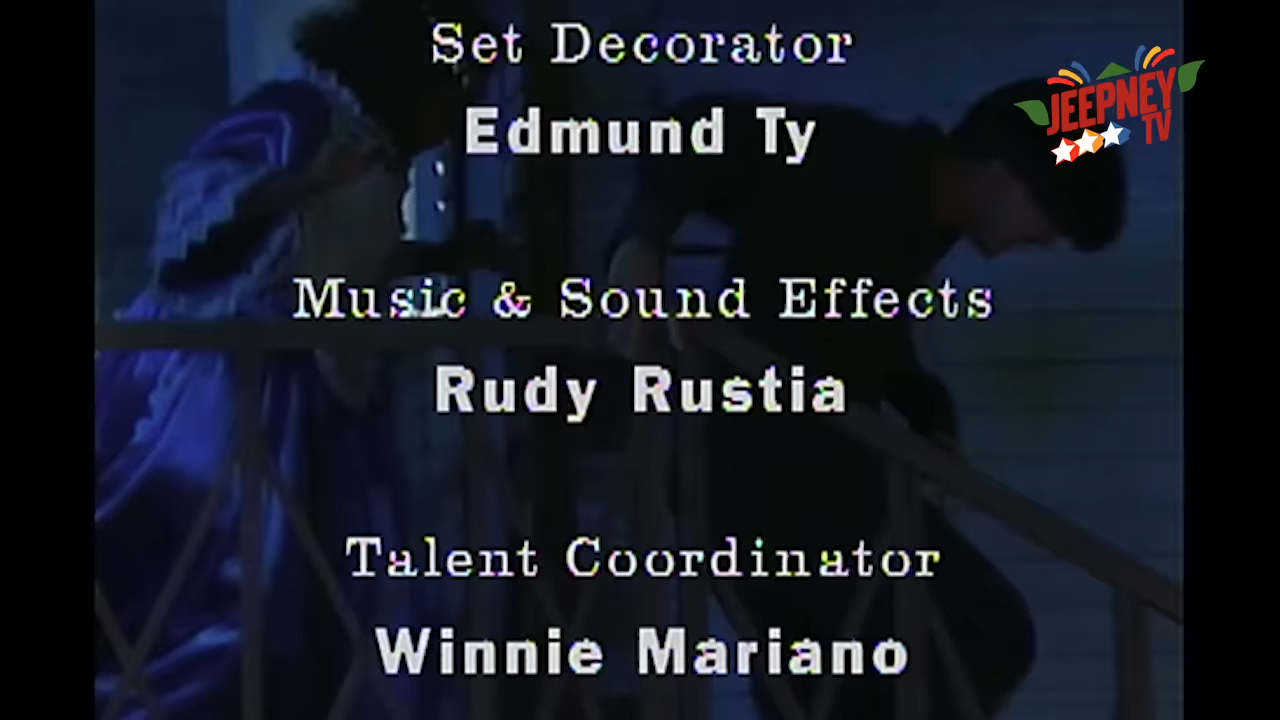 Set Decorator
Edmund Ty
JEEPNEY
TV
Music & Sound Effects
Rudy Rustia
Talent Coordinator
Winnie Mariano